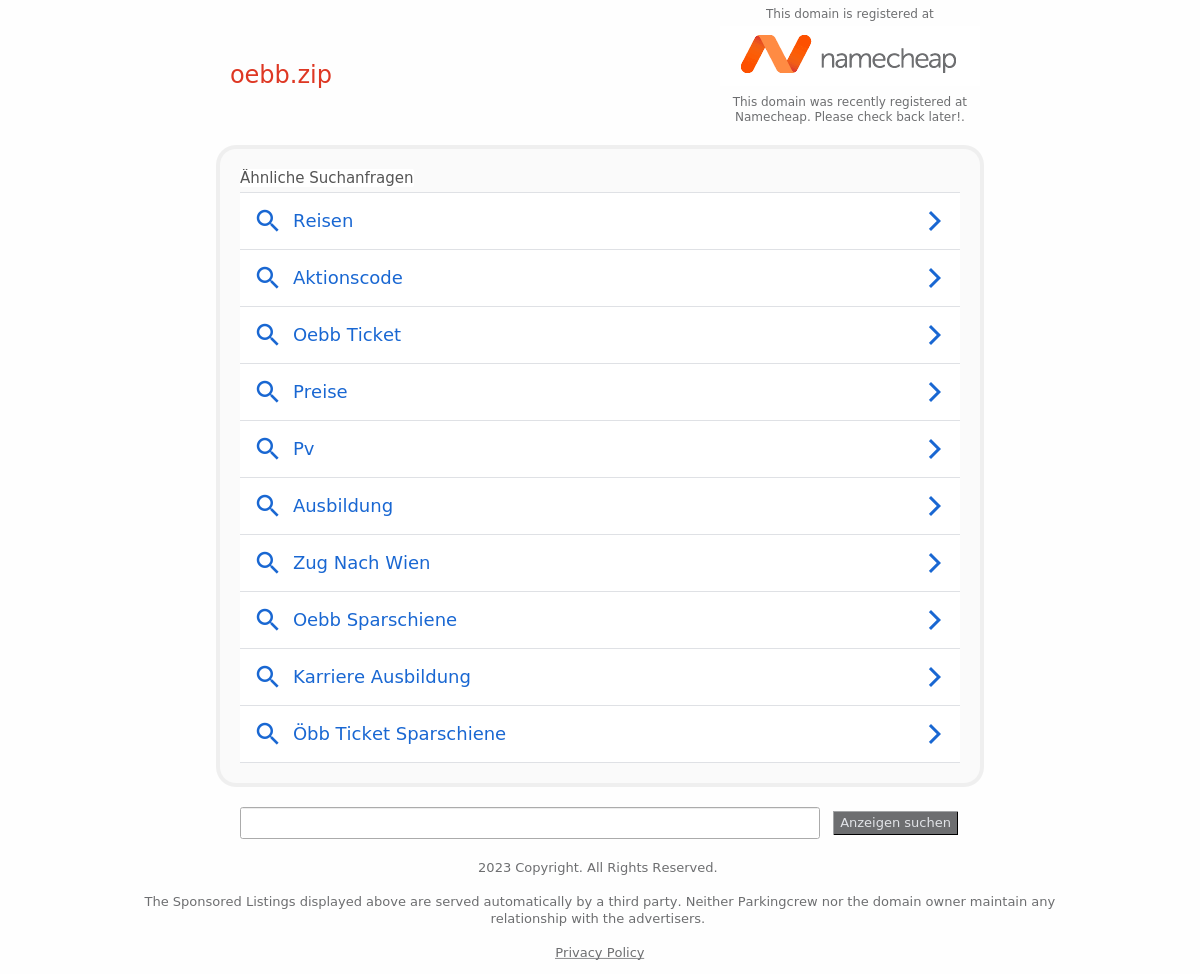 This domain is registered at
namecheap
oebb.zip
This domain was recently registered at
Namecheap. Please check back later!.
Ähnliche Suchanfragen
Reisen
Aktionscode
Oebb Ticket
Preise
Pv
Ausbildung
Zug Nach Wien
Oebb Sparschiene
Karriere Ausbildung
Öbb Ticket Sparschiene
Anzeigen suchen
2023 Copyright. All Rights Reserved.
The Sponsored Listings displayed above are served automatically by a third party. Neither Parkingcrew nor the domain owner maintain any
relationship with the advertisers.
Privacy Policy